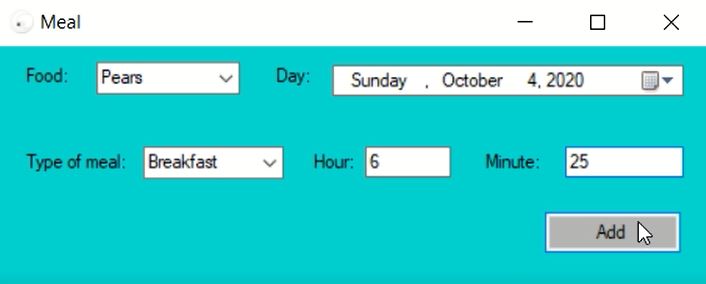 Meal
Food: Pears Day: Sunday , October 4, 2020
Type of meal: Breakfast Hour: 6 Minute: 25
Add